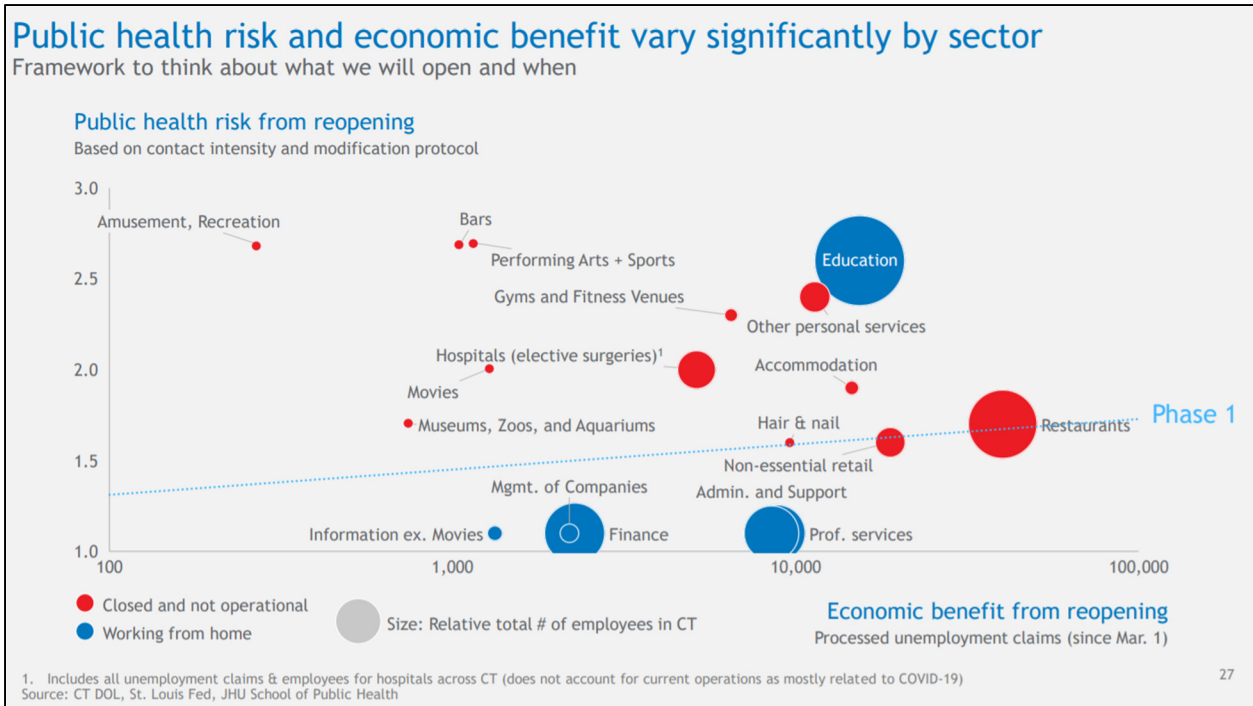 Public health risk and economic benefit vary significantly by sector
Framework to think about what we will open and when
Public health risk from reopening
Based on contact intensity and modification protocol
3.0
Amusement, Recreation
Bars
Performing Arts + Sports
Education
2.5
Gyms and Fitness Venues
Other personal services
Hospitals (elective surgeries)¹
Accommodation
2.0
Movies
Museums, Zoos, and Aquariums
Hair & nail
Restaurants
Phase 1
1.5
Non-essential retail
Mgmt. of Companies
Admin. and Support
Information ex. Movies
Finance
Prof. services
1.0
100
1,000
10,000
100,000
Closed and not operational
Working from home
Size: Relative total # of employees in CT
Economic benefit from reopening
Processed unemployment claims (since Mar. 1)
1. Includes all unemployment claims & employees for hospitals across CT (does not account for current operations as mostly related to COVID-19)
Source: CT DOL, St. Louis Fed, JHU School of Public Health
27